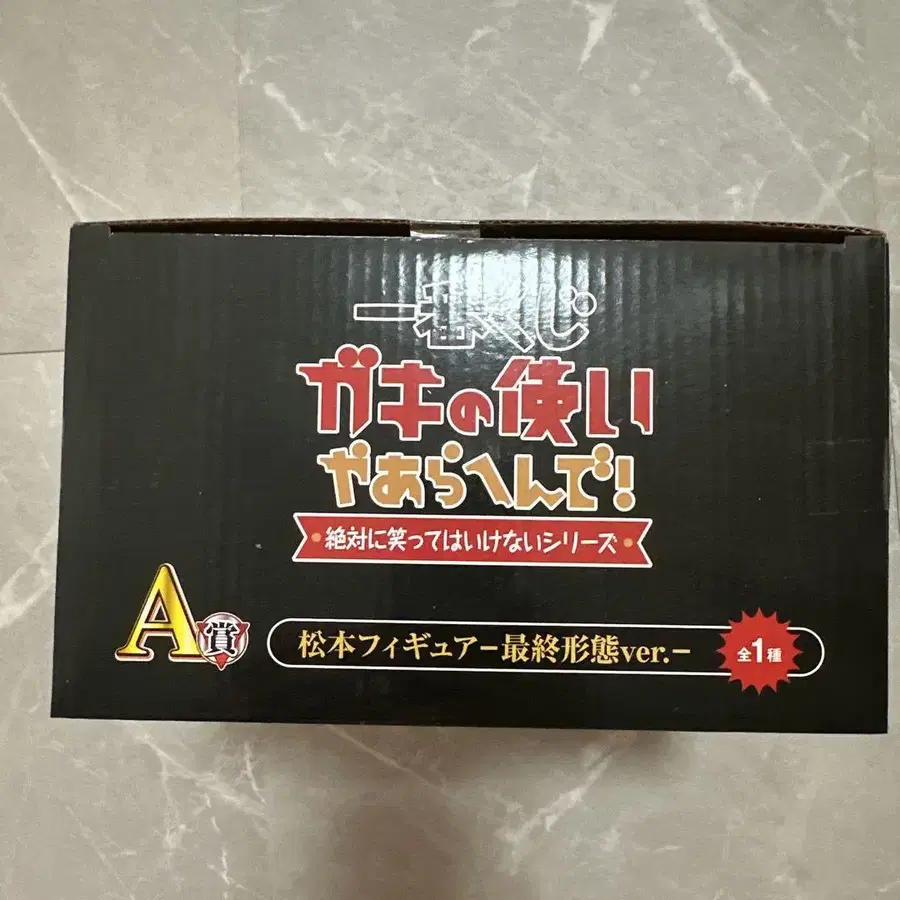 一番くじ
ガキの使い
やあらへんで!
絶対に笑ってはいけないシリーズ
A賞
松本フィギュアー最終形態ver.ー
全1種